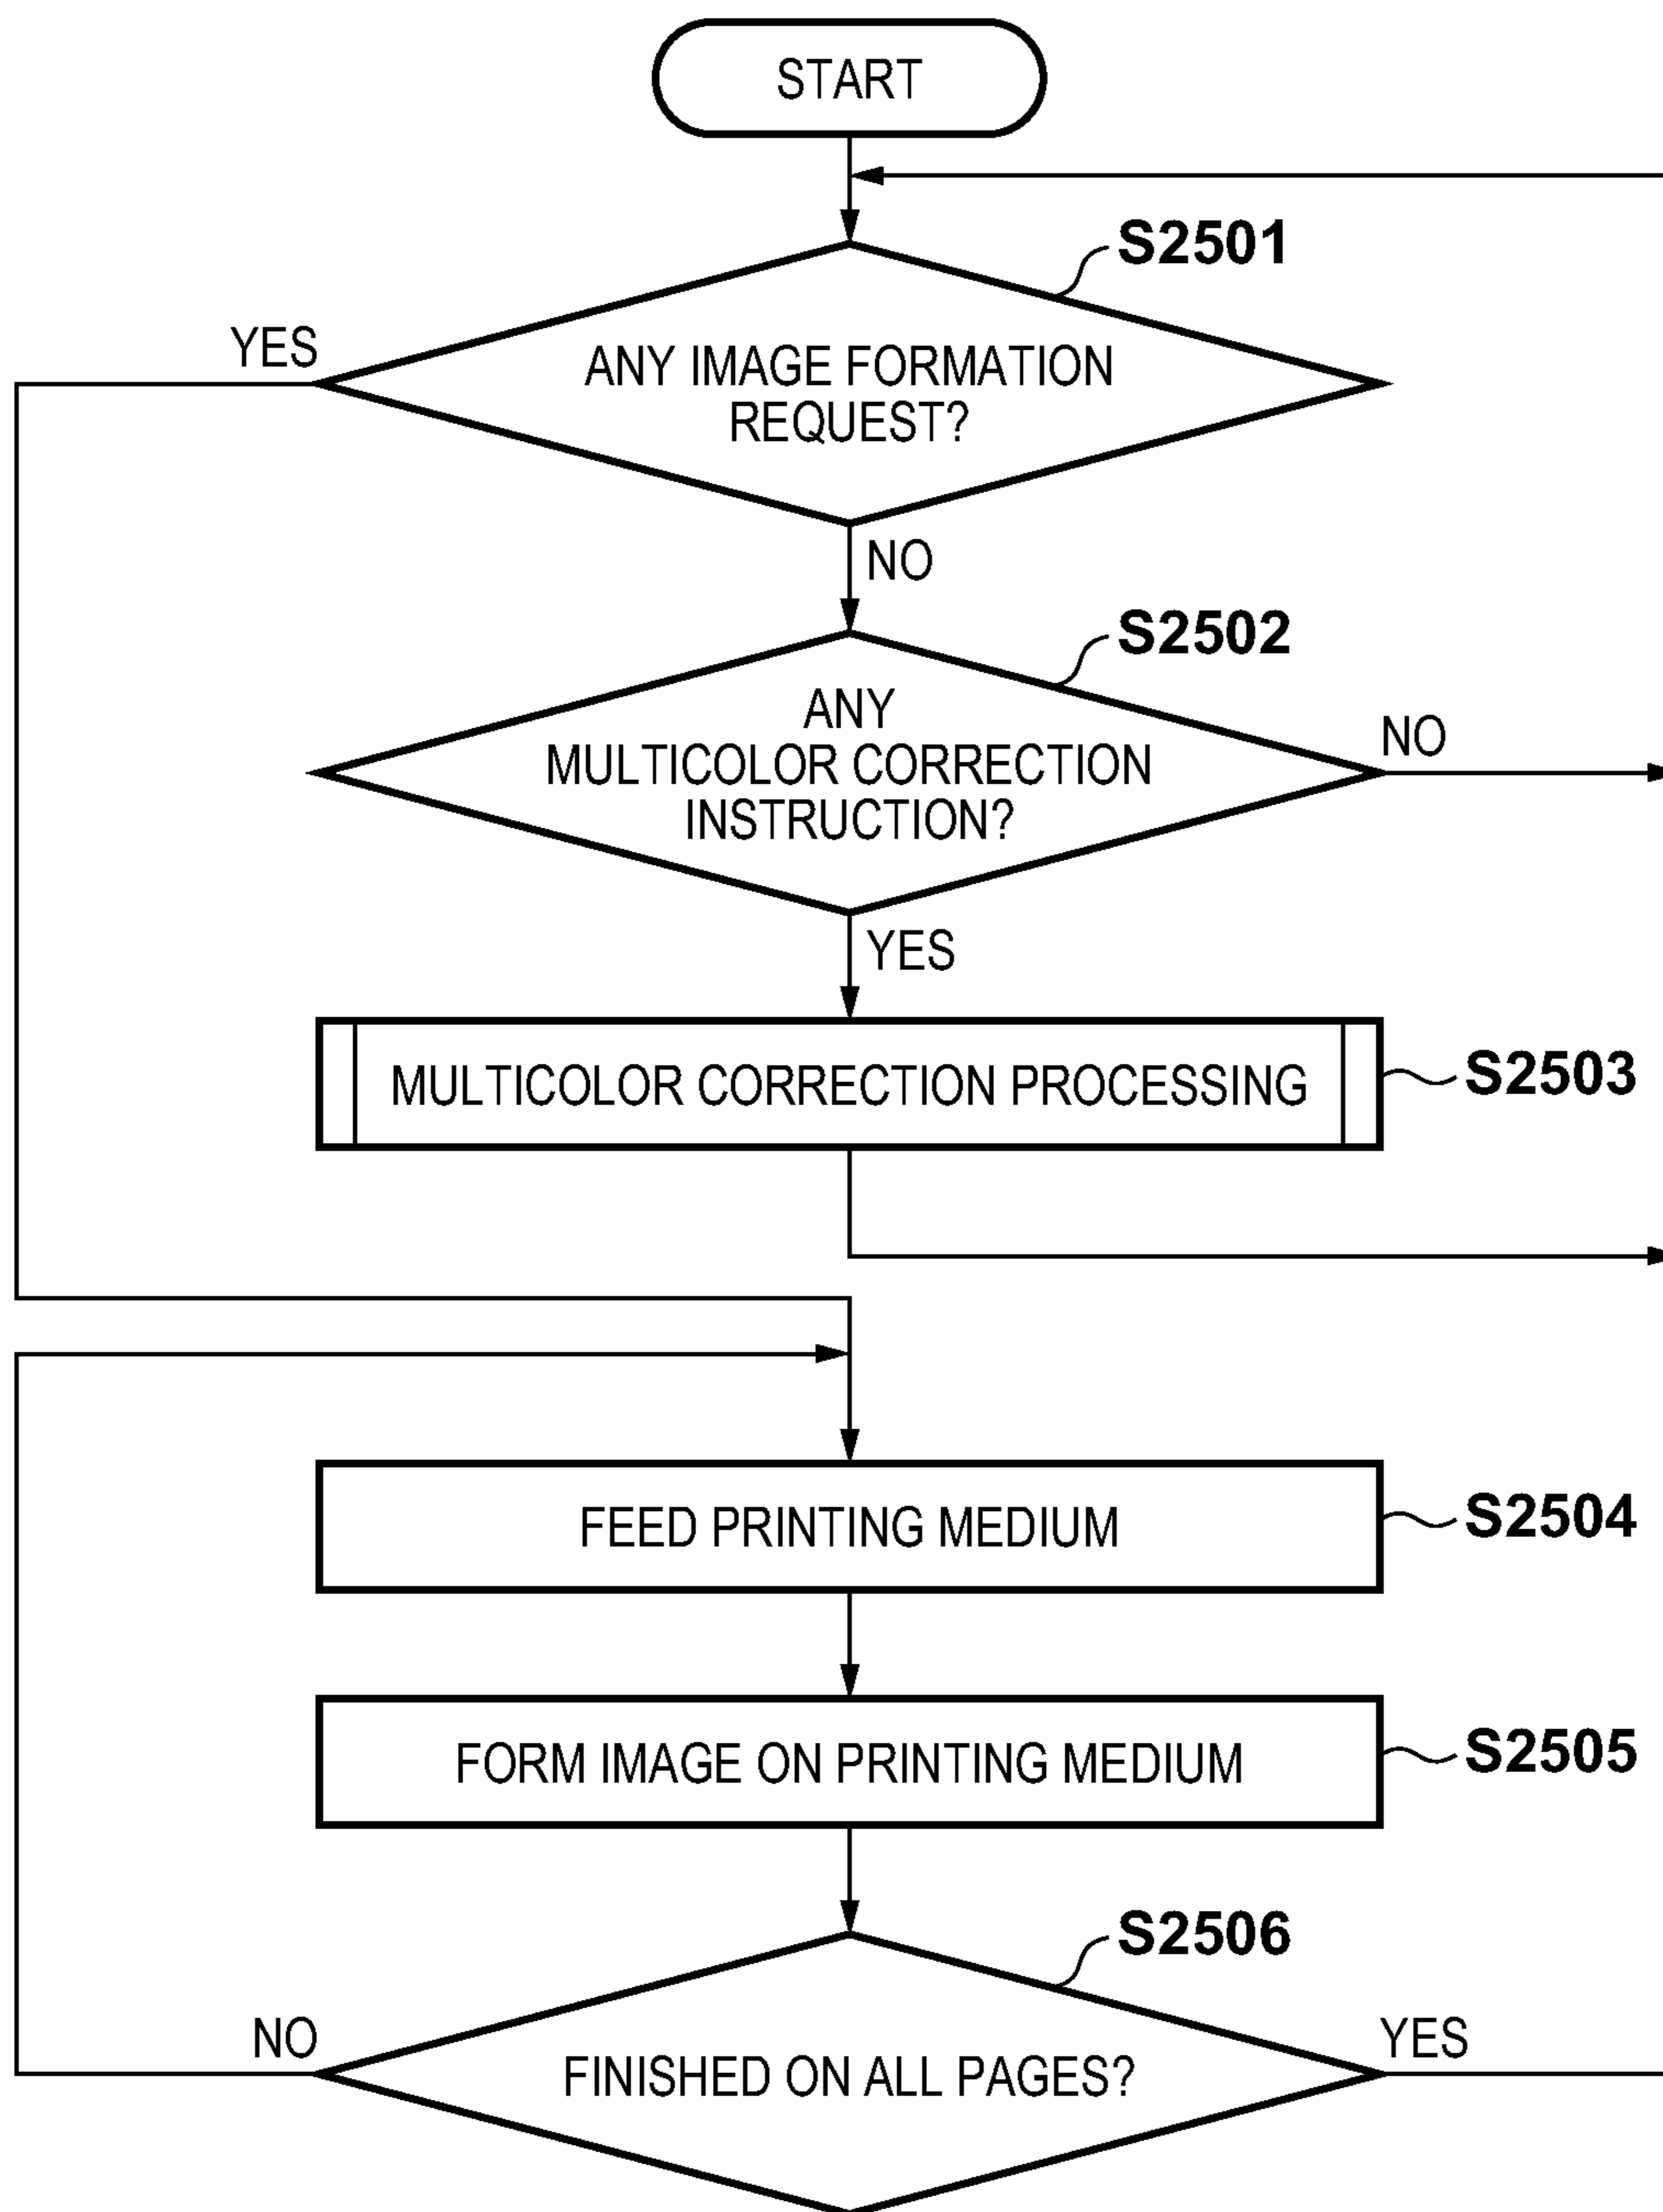 START
S2501
YES
ANY IMAGE FORMATION
REQUEST?
NO
S2502
ANY
MULTICOLOR CORRECTION
INSTRUCTION?
NO
YES
MULTICOLOR CORRECTION PROCESSING
S2503
FEED PRINTING MEDIUM
S2504
FORM IMAGE ON PRINTING MEDIUM
S2505
S2506
NO
FINISHED ON ALL PAGES?
YES